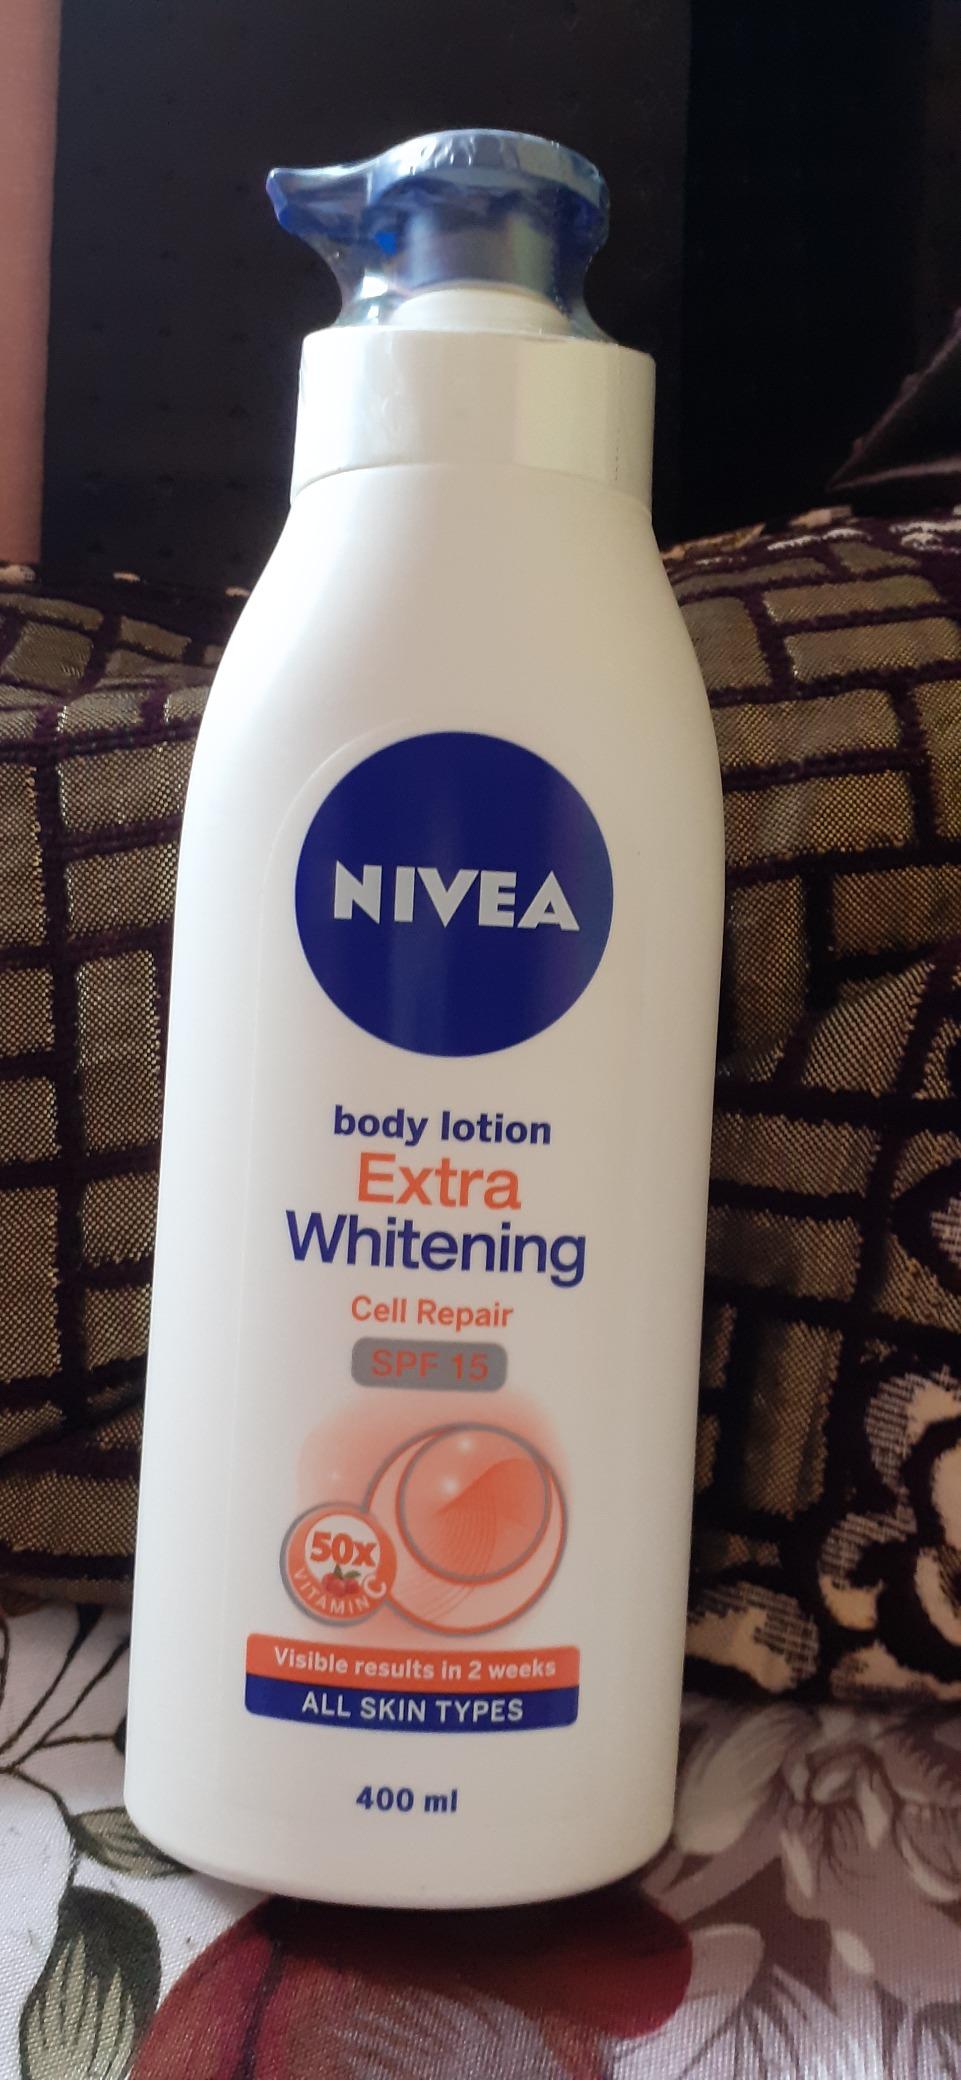 NIVEA
body lotion
Extra
Whitening
Cell Repair
SPF 15
50x
VITAMIN C
Visible results in 2 weeks
ALL SKIN TYPES
400 ml